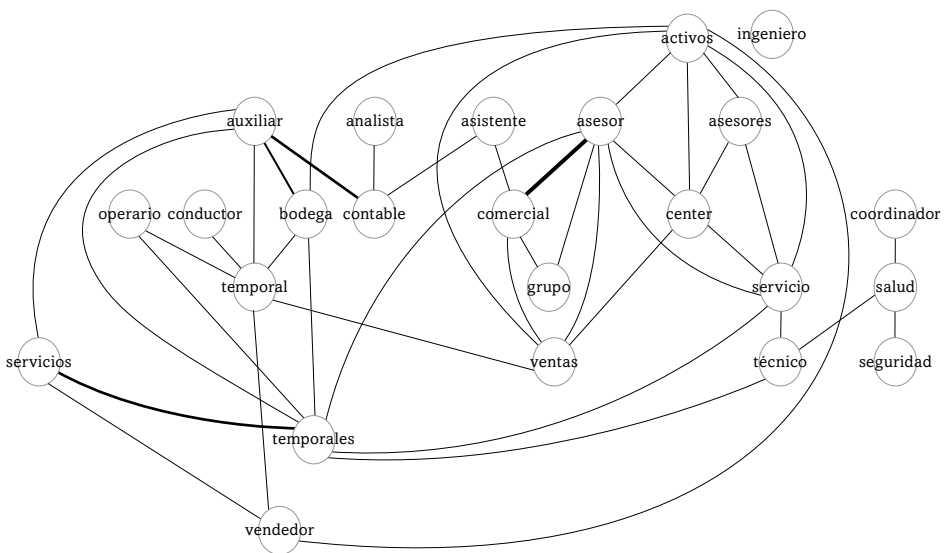 activos
ingeniero
auxiliar
analista
asistente
asesor
asesores
operario
conductor
bodega
contable
comercial
center
coordinador
temporal
grupo
servicio
salud
servicios
ventas
técnico
seguridad
temporales
vendedor